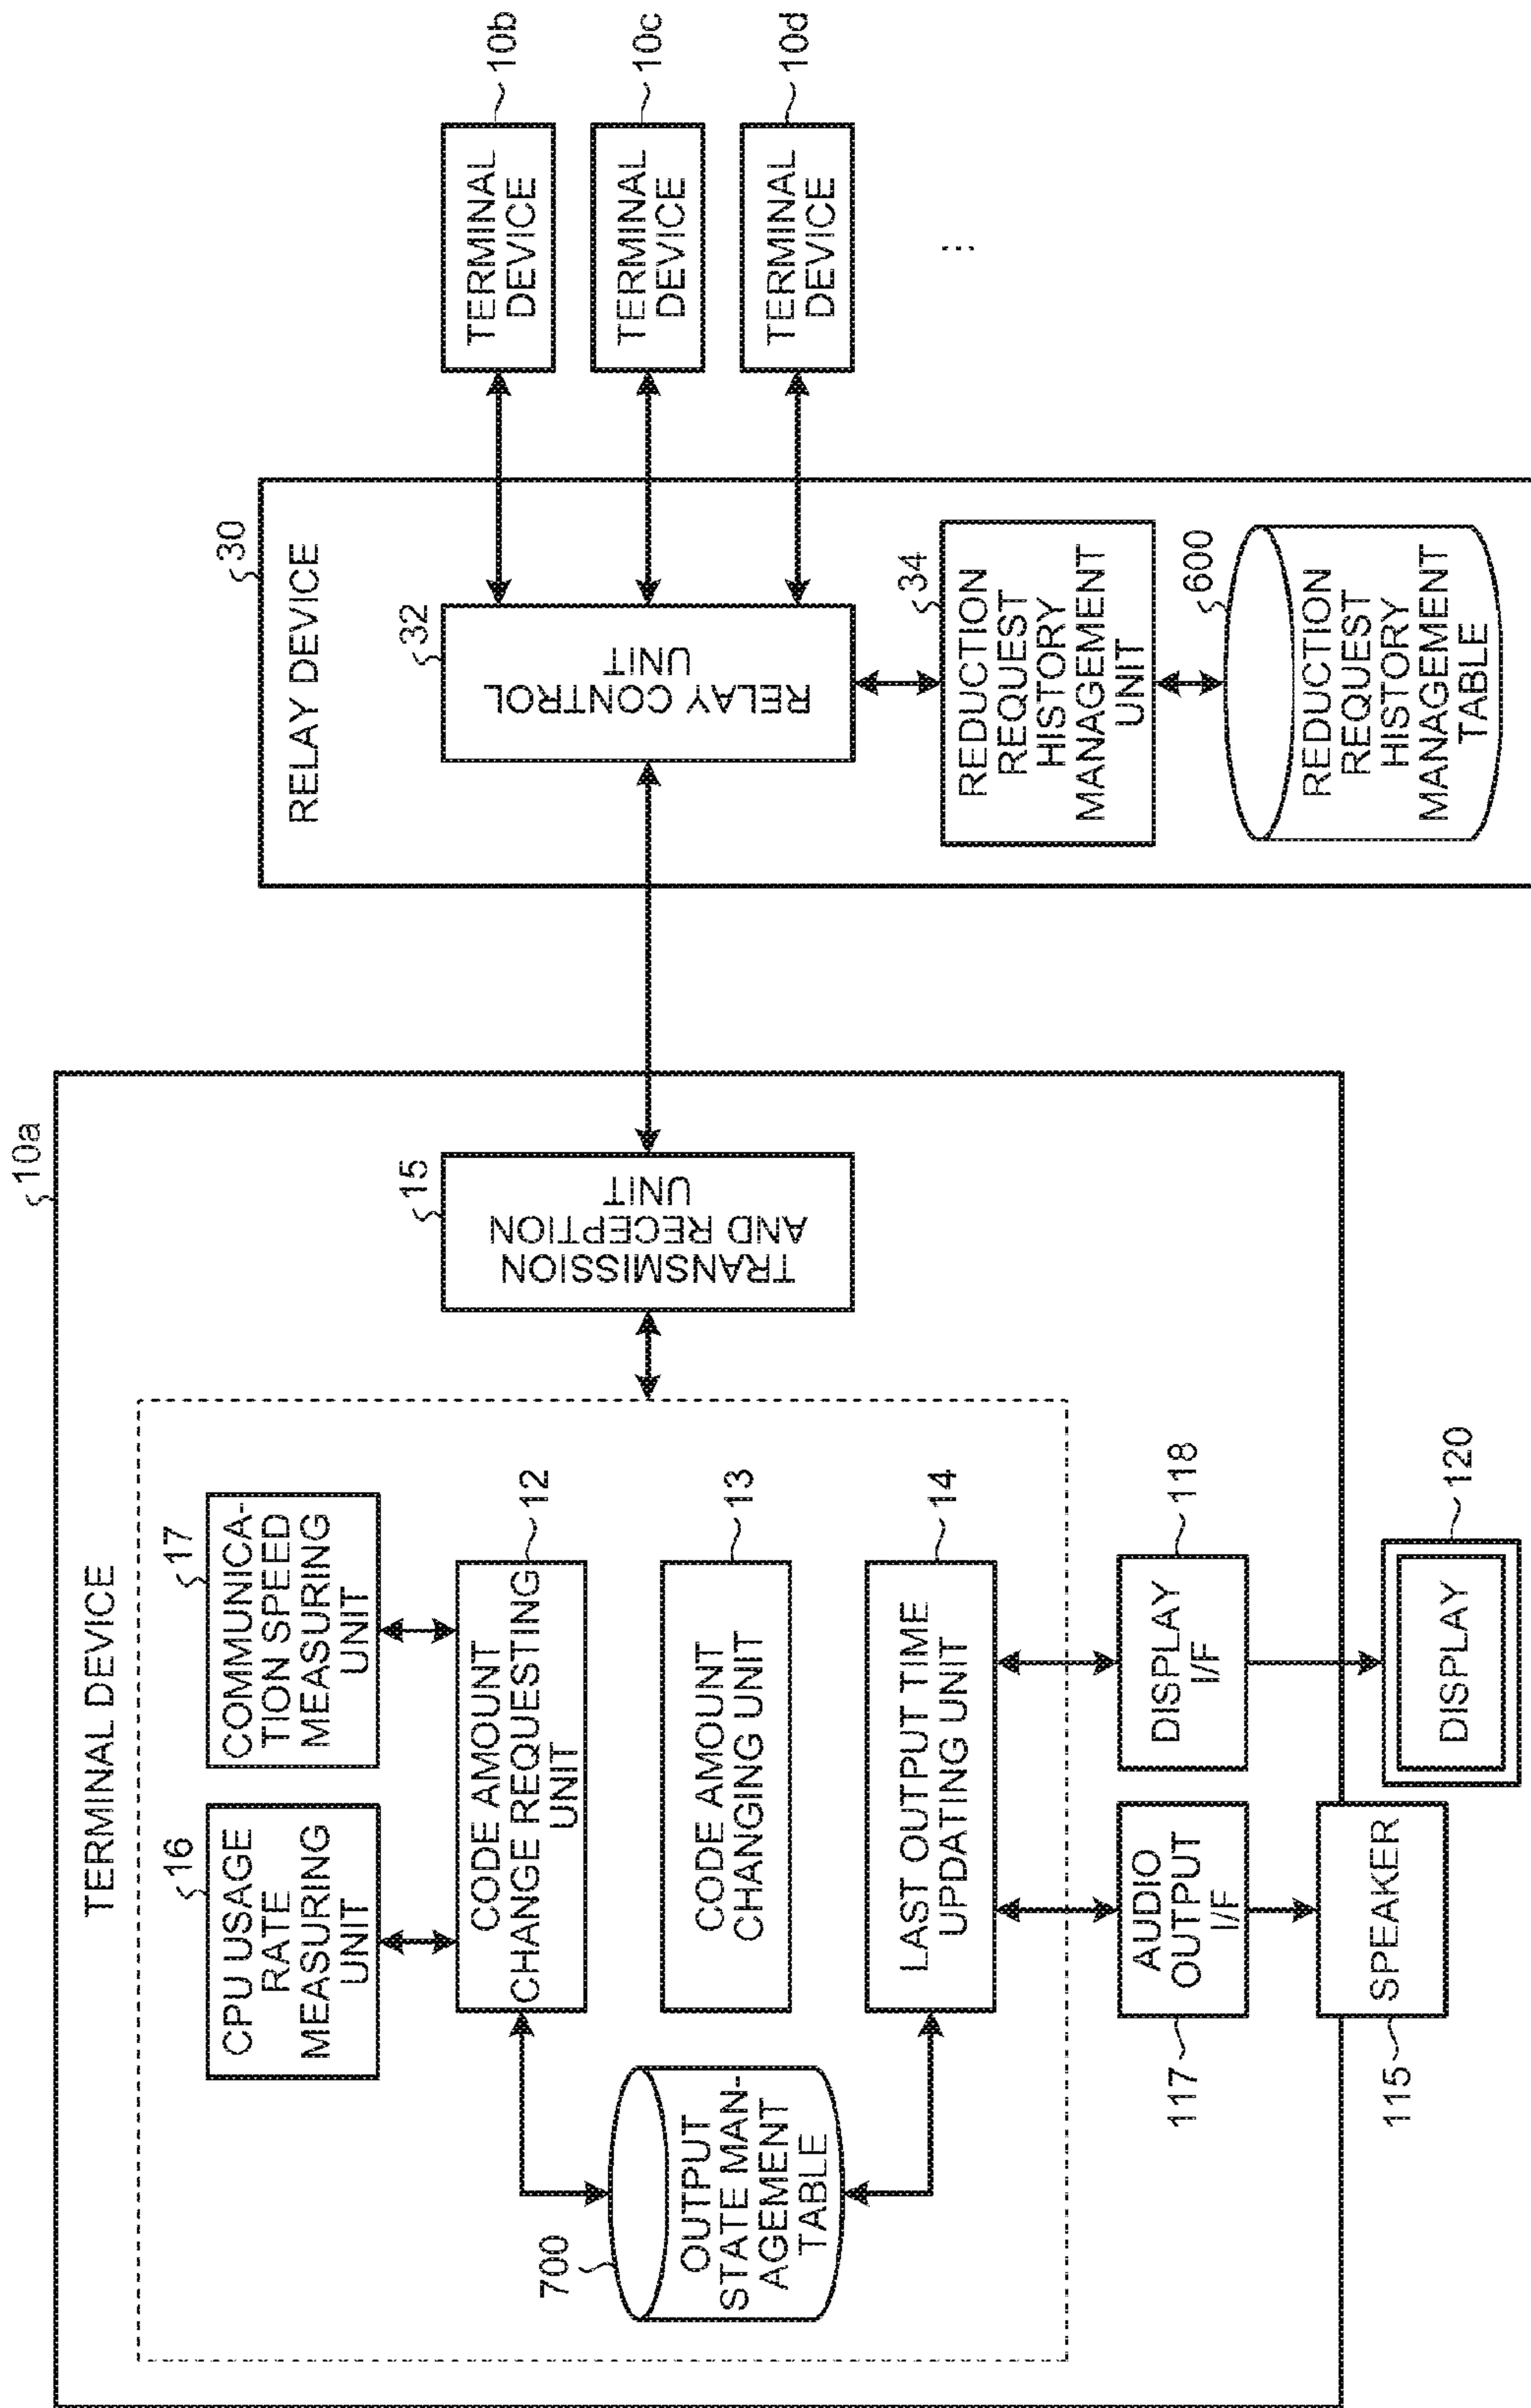 10a
TERMINAL DEVICE
16
CPU USAGE
RATE
MEASURING
UNIT
17
COMMUNICA-
TION SPEED
MEASURING
UNIT
CODE AMOUNT
CHANGE REQUESTING
UNIT
12
700
OUTPUT
STATE MAN-
AGEMENT
TABLE
CODE AMOUNT
CHANGING UNIT
13
LAST OUTPUT TIME
UPDATING UNIT
14
117
AUDIO
OUTPUT
I/F
DISPLAY
I/F
118
115
SPEAKER
DISPLAY
120
15
TRANSMISSION
AND RECEPTION
UNIT
30
RELAY DEVICE
32
RELAY CONTROL
UNIT
34
REDUCTION
REQUEST
HISTORY
MANAGEMENT
UNIT
600
REDUCTION
REQUEST
HISTORY
MANAGEMENT
TABLE
TERMINAL
DEVICE
10b
TERMINAL
DEVICE
10c
TERMINAL
DEVICE
10d
...